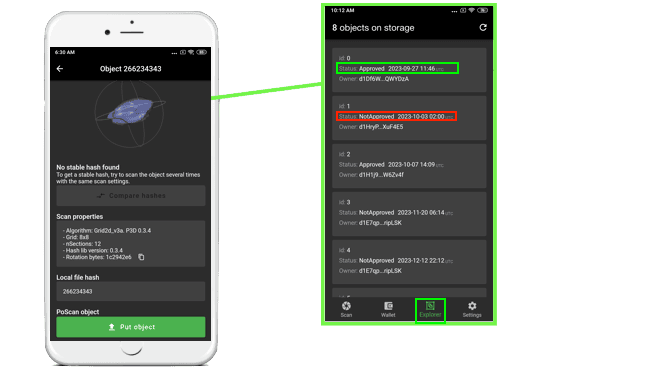 6:30 AM
Object 266234343
No stable hash found
To get a stable hash, try to scan the object several times
with the same scan settings.
Compare hashes
Scan properties
- Algorithm: Grid2d_v3a. P3D 0.3.4
- Grid: 8x8
- nSections: 12
- Hash lib version: 0.3.4
- Rotation bytes: 1c2942e6
Local file hash
266234343
PoScan object
Put object
10:12 AM
8 objects on storage
id: 0
Status: Approved 2023-09-27 11:46 UTC
Owner: d1Df6W...QWYDzA
id: 1
Status: NotApproved 2023-10-03 02:00 UTC
Owner: d1HryP...XuF4E5
id: 2
Status: Approved 2023-10-07 14:09 UTC
Owner: d1H1j9...W6Zv4f
id: 3
Status: NotApproved 2023-11-20 06:14 UTC
Owner: d1E7qp...ripLSK
id: 4
Status: NotApproved 2023-12-12 22:12 UTC
Owner: d1E7qp...ripLSK
Scan Wallet Explorer Settings